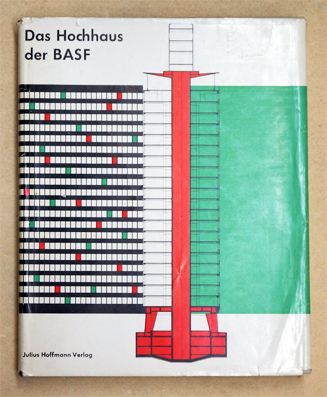 Das Hochhaus
der BASF
Julius Hoffmann Verlag